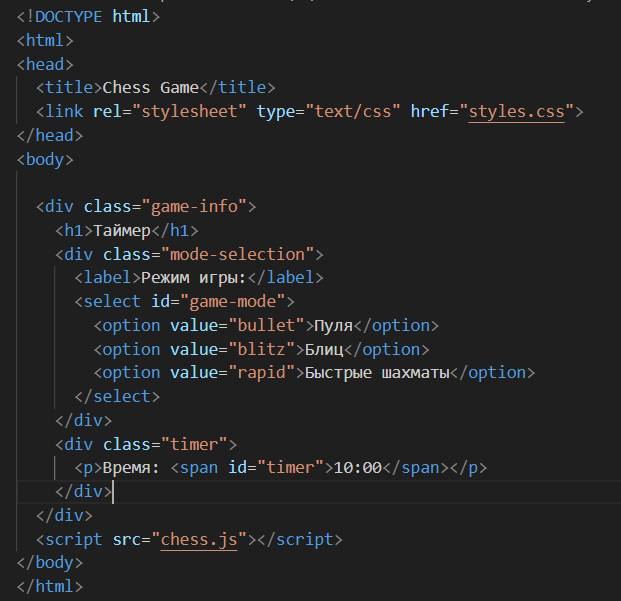 <!DOCTYPE html>
<html>
<head>
  <title>Chess Game</title>
  <link rel="stylesheet" type="text/css" href="styles.css">
</head>
<body>

  <div class="game-info">
    <h1>Таймер</h1>
    <div class="mode-selection">
      <label>Режим игры:</label>
      <select id="game-mode">
        <option value="bullet">Пуля</option>
        <option value="blitz">Блиц</option>
        <option value="rapid">Быстрые шахматы</option>
      </select>
    </div>
    <div class="timer">
      <p>Время: <span id="timer">10:00</span></p>
    </div>
  </div>
  <script src="chess.js"></script>
</body>
</html>